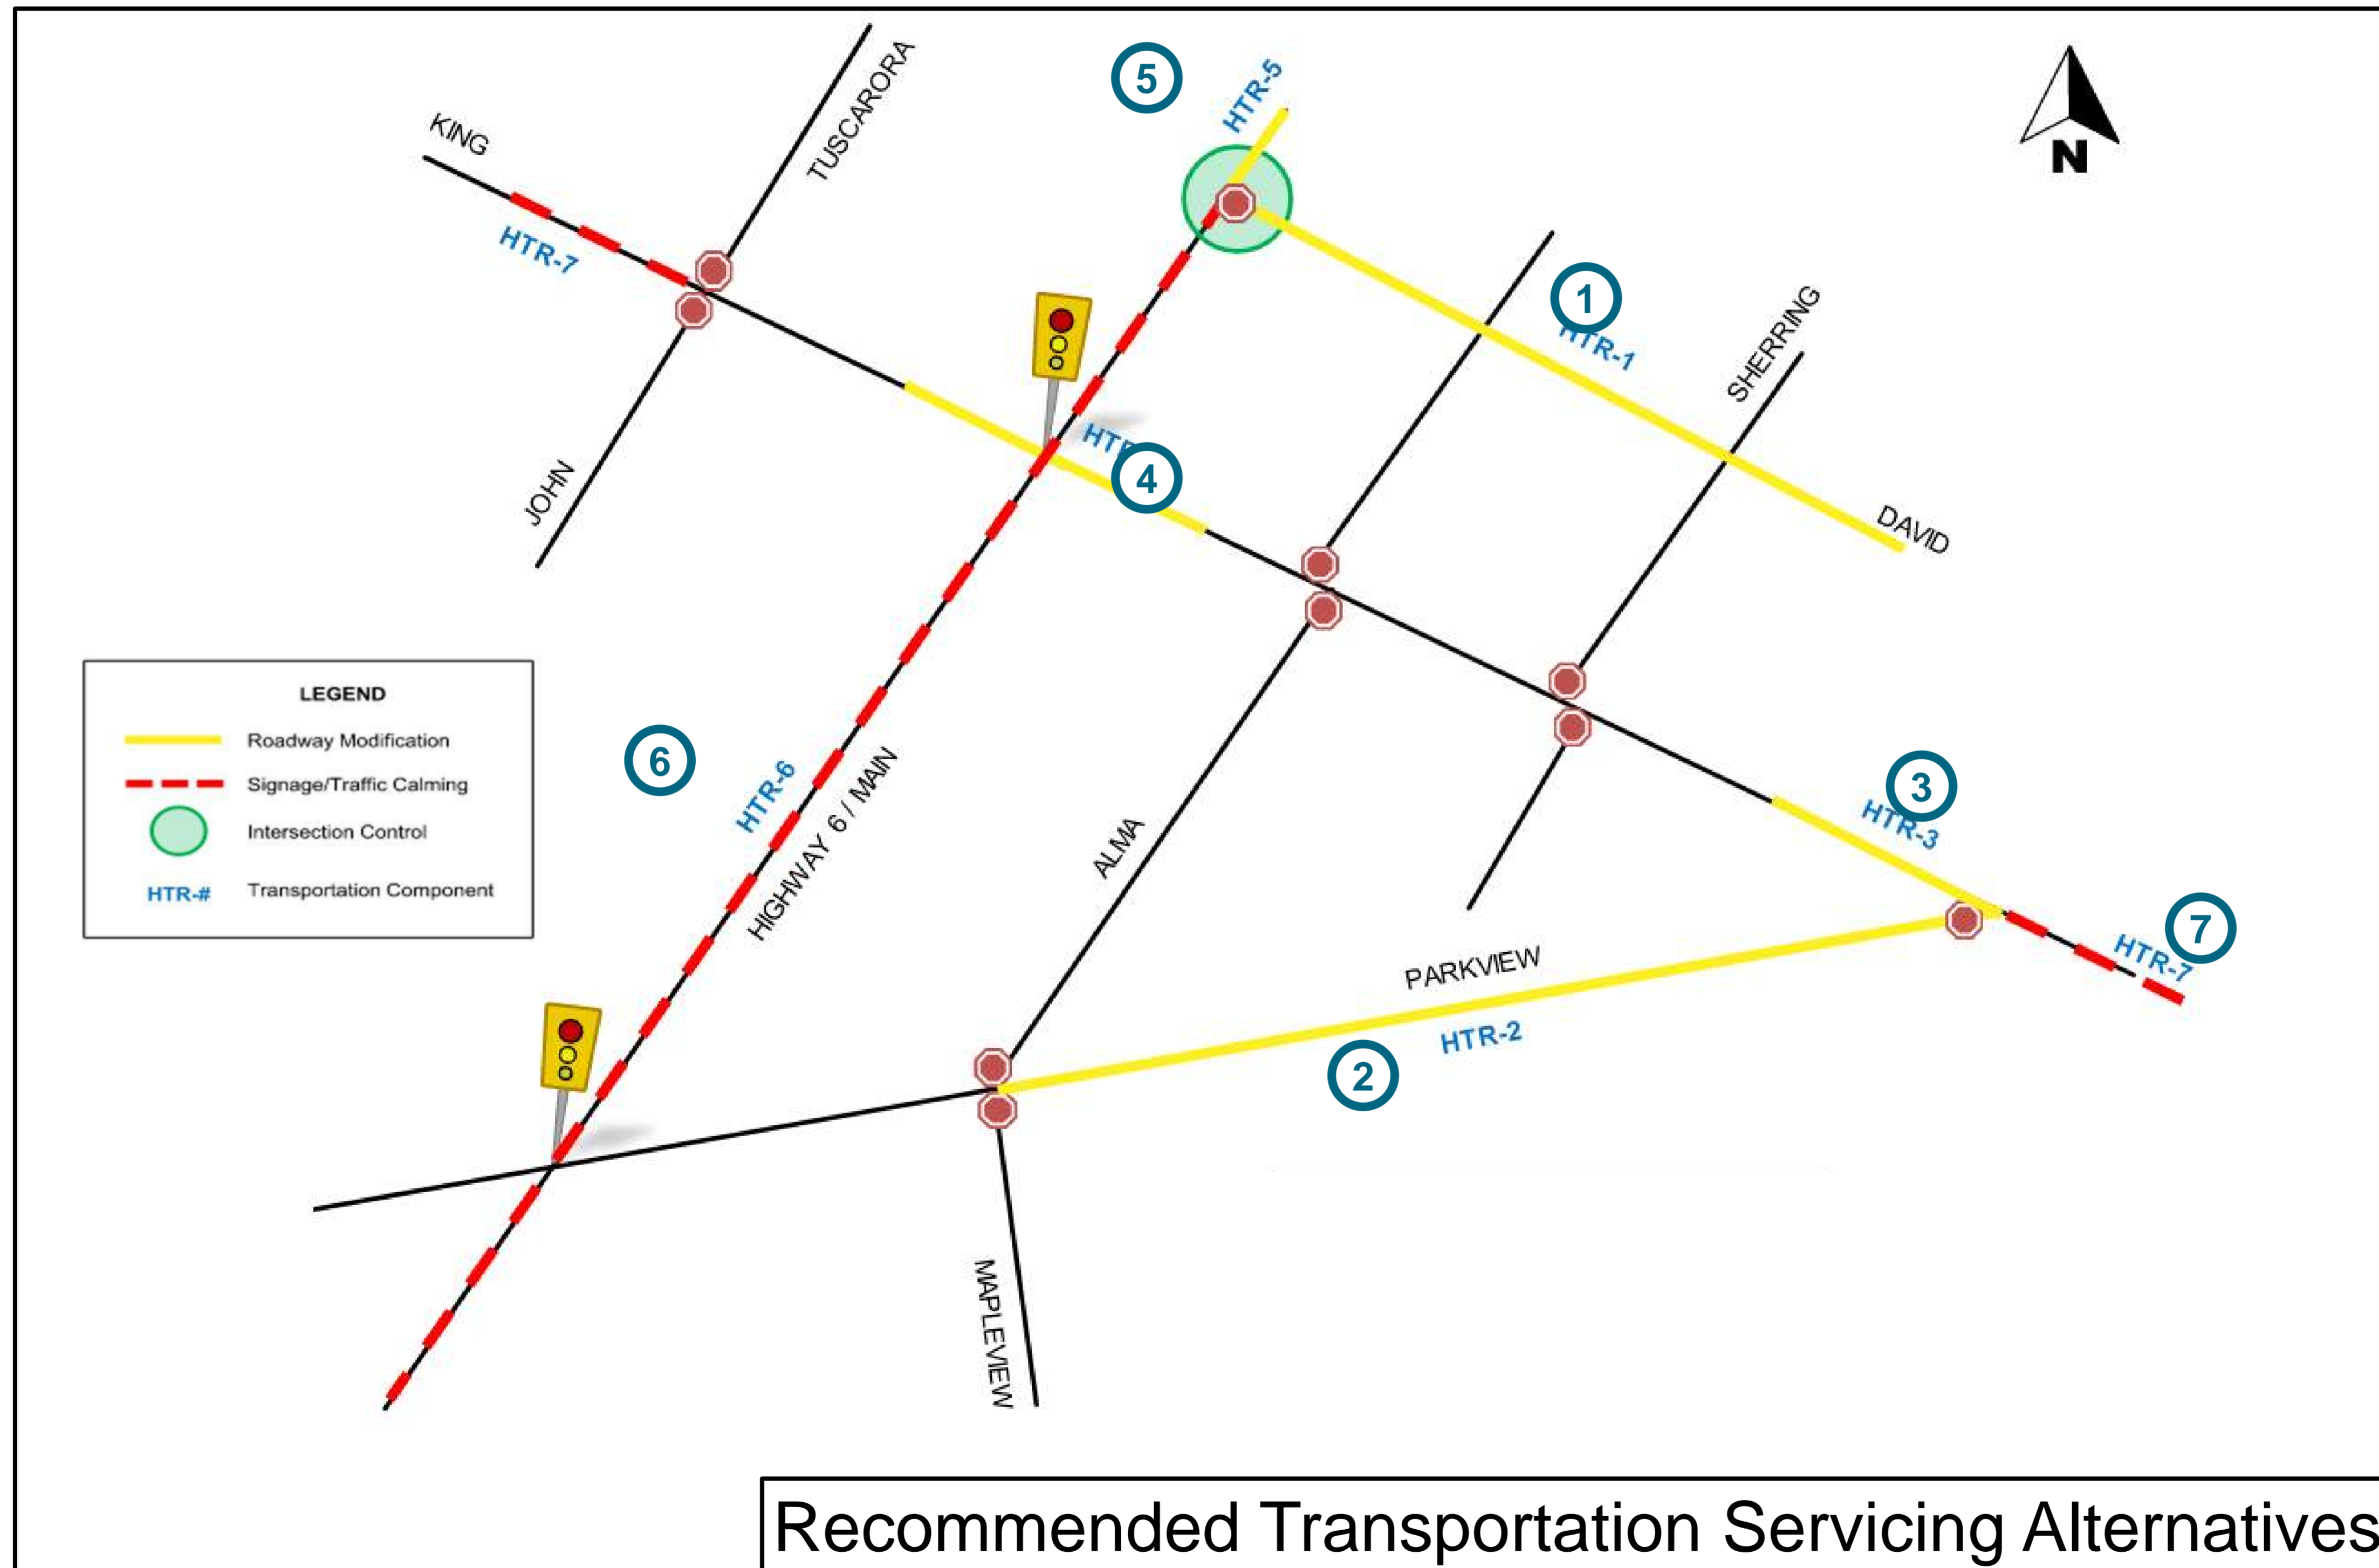 5
HTR-5
TUSCARORA
KING
N
HTR-7
1
HTR-1
SHERRING
4
JOHN
DAVID
LEGEND
Roadway Modification
Signage/Traffic Calming
Intersection Control
HTR-# Transportation Component
6
HTR-6
HIGHWAY 6 / MAIN
ALMA
3
HTR-3
7
HTR-7
PARKVIEW
HTR-2
2
MAPLEVIEW
Recommended Transportation Servicing Alternatives